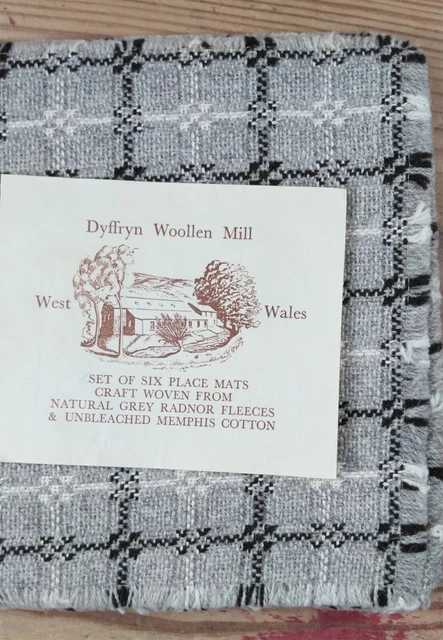 Dyffryn Woollen Mill
West Wales
SET OF SIX PLACE MATS
CRAFT WOVEN FROM
NATURAL GREY RADNOR FLEECES
& UNBLEACHED MEMPHIS COTTON